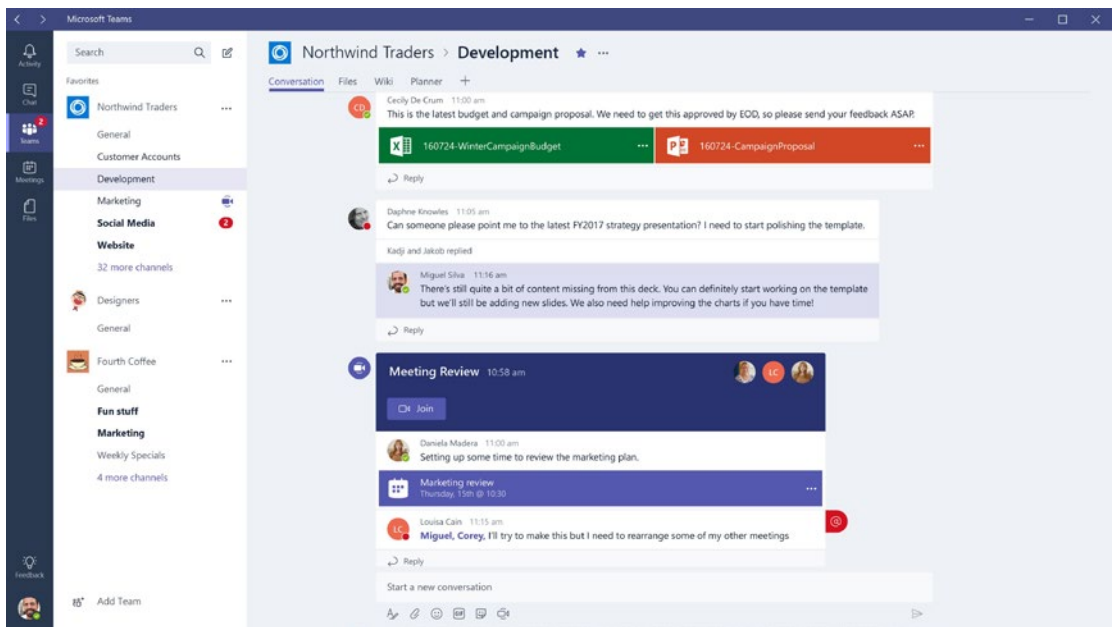 Microsoft Teams
Activity
Chat
2
Teams
Meetings
Files
Feedback
Search
Favorites
Northwind Traders
General
Customer Accounts
Development
Marketing
Social Media 2
Website
32 more channels
Designers
General
Fourth Coffee
General
Fun stuff
Marketing
Weekly Specials
4 more channels
Add Team
Northwind Traders > Development
Conversation Files Wiki Planner +
CD
Cecily De Crum 11:00 am
This is the latest budget and campaign proposal. We need to get this approved by EOD, so please send your feedback ASAP.
160724-WinterCampaignBudget
160724-CampaignProposal
Reply
Daphne Knowles 11:05 am
Can someone please point me to the latest FY2017 strategy presentation? I need to start polishing the template.
Kadji and Jakob replied
Miguel Silva 11:16 am
There's still quite a bit of content missing from this deck. You can definitely start working on the template
but we'll still be adding new slides. We also need help improving the charts if you have time!
Reply
Meeting Review 10:58 am
LC
Join
Daniela Madera 11:00 am
Setting up some time to review the marketing plan.
Marketing review
Thursday, 15th @ 10:30
LC
Louisa Cain 11:15 am
Miguel, Corey, I'll try to make this but I need to rearrange some of my other meetings
@
Reply
Start a new conversation
GIF